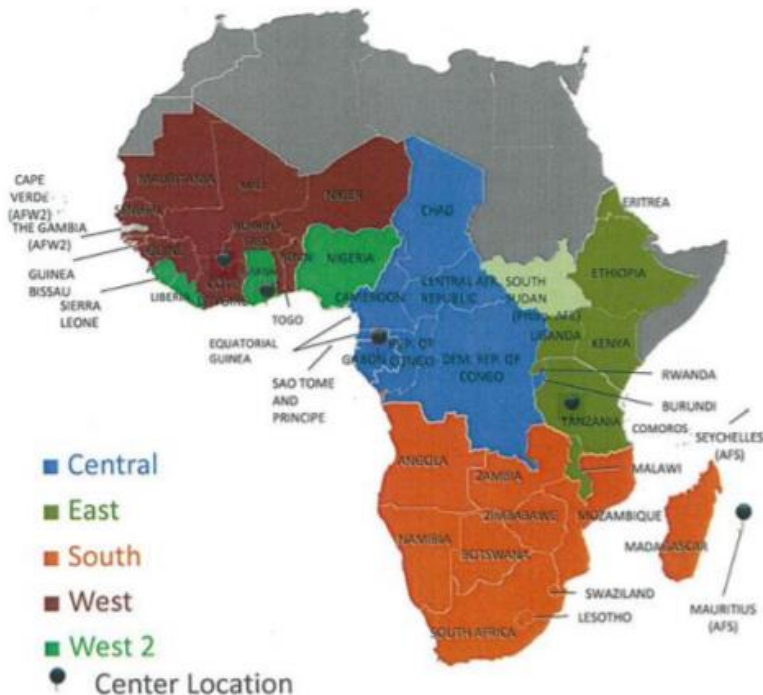 CAPE
VERDE
(AFW2)
THE GAMBIA
(AFW2)
GUINEA
BISSAU
SIERRA
LEONE
LIBERIA
MAURITANIA
MALI
NIGER
NIGERIA
TOGO
EQUATORIAL
GUINEA
SAO TOME
AND
PRINCIPE
CHAD
CAMEROON
CENTRAL AFR.
REPUBLIC
SOUTH
SUDAN
ERITREA
ETHIOPIA
UGANDA
KENYA
GABON
REP. OF
CONGO
DEM. REP. OF
CONGO
RWANDA
BURUNDI
TANZANIA
COMOROS
SEYCHELLES
(AFS)
MALAWI
ANGOLA
ZAMBIA
MOZAMBIQUE
MADAGASCAR
NAMIBIA
BOTSWANA
SWAZILAND
LESOTHO
MAURITIUS
(AFS)
SOUTH AFRICA
Central
East
South
West
West 2
Center Location